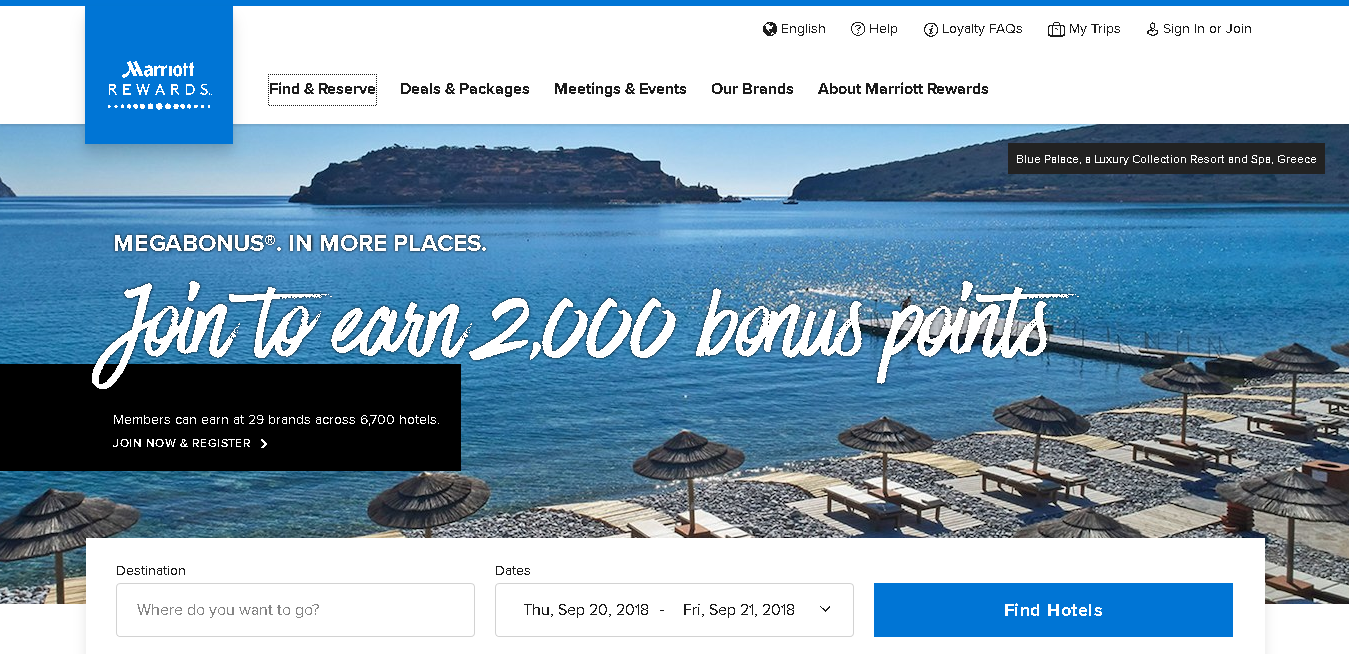 English
Help
Loyalty FAQs
My Trips
Sign In or Join
Marriott
REWARDS.
Find & Reserve
Deals & Packages
Meetings & Events
Our Brands
About Marriott Rewards
Blue Palace, a Luxury Collection Resort and Spa, Greece
MEGABONUS®. IN MORE PLACES.
Join to earn 2,000 bonus points
Members can earn at 29 brands across 6,700 hotels.
JOIN NOW & REGISTER
Destination
Dates
Where do you want to go?
Thu, Sep 20, 2018 - Fri, Sep 21, 2018
Find Hotels